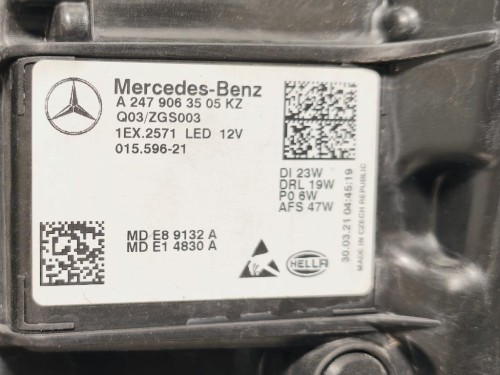 Mercedes-Benz
A 247 906 35 05 KZ
Q03/ZGS003
1EX.2571 LED 12V
015.596-21
DI 23W
DRL 19W
P0 6W
AFS 47W
MD E8 9132 A
MD E1 4830 A
HELLA
30.03.21 04:45:19
MADE IN CZECH REPUBLIC